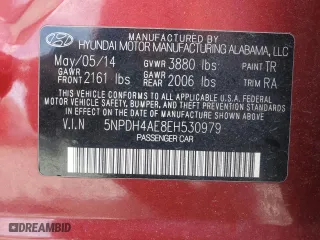 MANUFACTURED BY
HYUNDAI MOTOR MANUFACTURING ALABAMA, LLC
May/05/14 GVWR 3880 lbs PAINT TR
GAWR FRONT 2161 lbs GAWR REAR 2006 lbs TRIM RA
THIS VEHICLE CONFORMS TO ALL APPLICABLE U.S. FEDERAL
MOTOR VEHICLE SAFETY, BUMPER, AND THEFT PREVENTION
STANDARDS IN EFFECT ON THE DATE OF MANUFACTURE
SHOWN ABOVE.
V.I.N 5NPDH4AE8EH530979
PASSENGER CAR